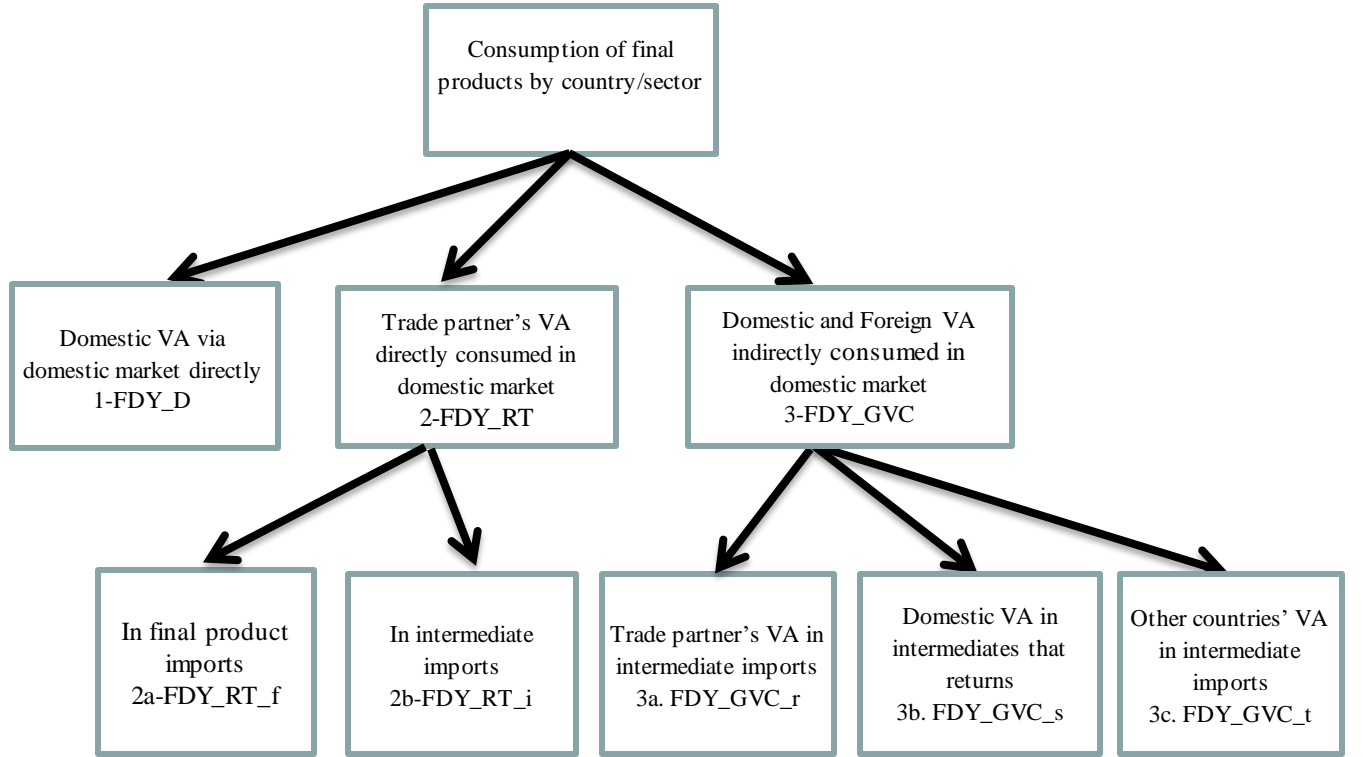 Consumption of final
products by country/sector
Domestic VA via
domestic market directly
1-FDY_D
Trade partner’s VA
directly consumed in
domestic market
2-FDY_RT
Domestic and Foreign VA
indirectly consumed in
domestic market
3-FDY_GVC
In final product
imports
2a-FDY_RT_f
In intermediate
imports
2b-FDY_RT_i
Trade partner’s VA in
intermediate imports
3a. FDY_GVC_r
Domestic VA in
intermediates that
returns
3b. FDY_GVC_s
Other countries’ VA
in intermediate
imports
3c. FDY_GVC_t